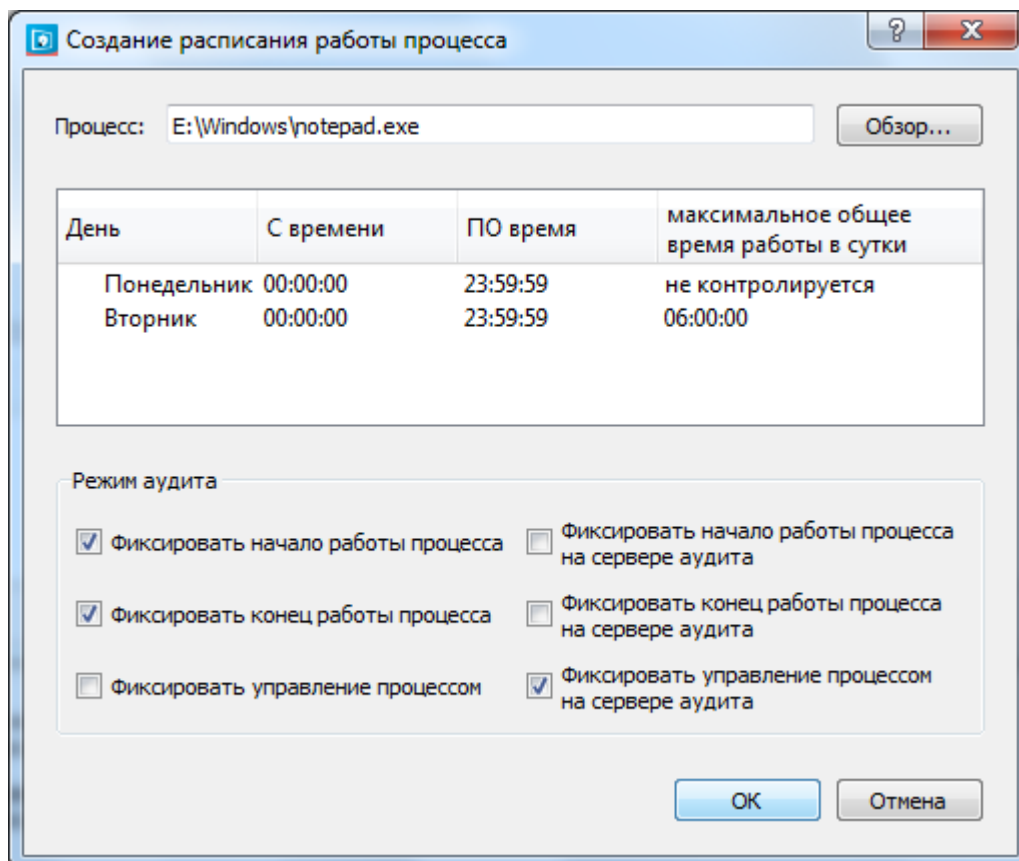 Создание расписания работы процесса
Процесс: E:\Windows\notepad.exe Обзор...
День С времени ПО время максимальное общее
время работы в сутки
Понедельник 00:00:00 23:59:59 не контролируется
Вторник 00:00:00 23:59:59 06:00:00
Режим аудита
Фиксировать начало работы процесса
Фиксировать начало работы процесса
на сервере аудита
Фиксировать конец работы процесса
Фиксировать конец работы процесса
на сервере аудита
Фиксировать управление процессом
Фиксировать управление процессом
на сервере аудита
OK Отмена